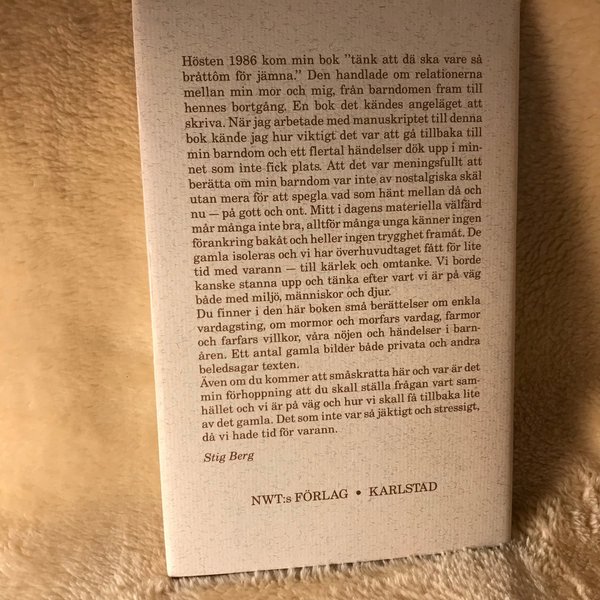 Hösten 1986 kom min bok "tänk att dä ska vare så
bråttôm för jämna." Den handlade om relationerna
mellan min mor och mig, från barndomen fram till
hennes bortgång. En bok det kändes angeläget att
skriva. När jag arbetade med manuskriptet till denna
bok kände jag hur viktigt det var att gå tillbaka till
min barndom och ett flertal händelser dök upp i min-
net som inte fick plats. Att det var meningsfullt att
berätta om min barndom var inte av nostalgiska skäl
utan mera för att spegla vad som hänt mellan då och
nu — på gott och ont. Mitt i dagens materiella välfärd
mår många inte bra, alltför många unga känner ingen
förankring bakåt och heller ingen trygghet framåt. De
gamla isoleras och vi har överhuvudtaget fått för lite
tid med varann — till kärlek och omtanke. Vi borde
kanske stanna upp och tänka efter vart vi är på väg
både med miljö, människor och djur.
Du finner i den här boken små berättelser om enkla
vardagsting, om mormor och morfars vardag, farmor
och farfars villkor, våra nöjen och händelser i barn-
åren. Ett antal gamla bilder både privata och andra
beledsagar texten.
Även om du kommer att småskratta här och var är det
min förhoppning att du skall ställa frågan vart sam-
hället och vi är på väg och hur vi skall få tillbaka lite
av det gamla. Det som inte var så jäktigt och stressigt,
då vi hade tid för varann.
Stig Berg
NWT:s FÖRLAG • KARLSTAD